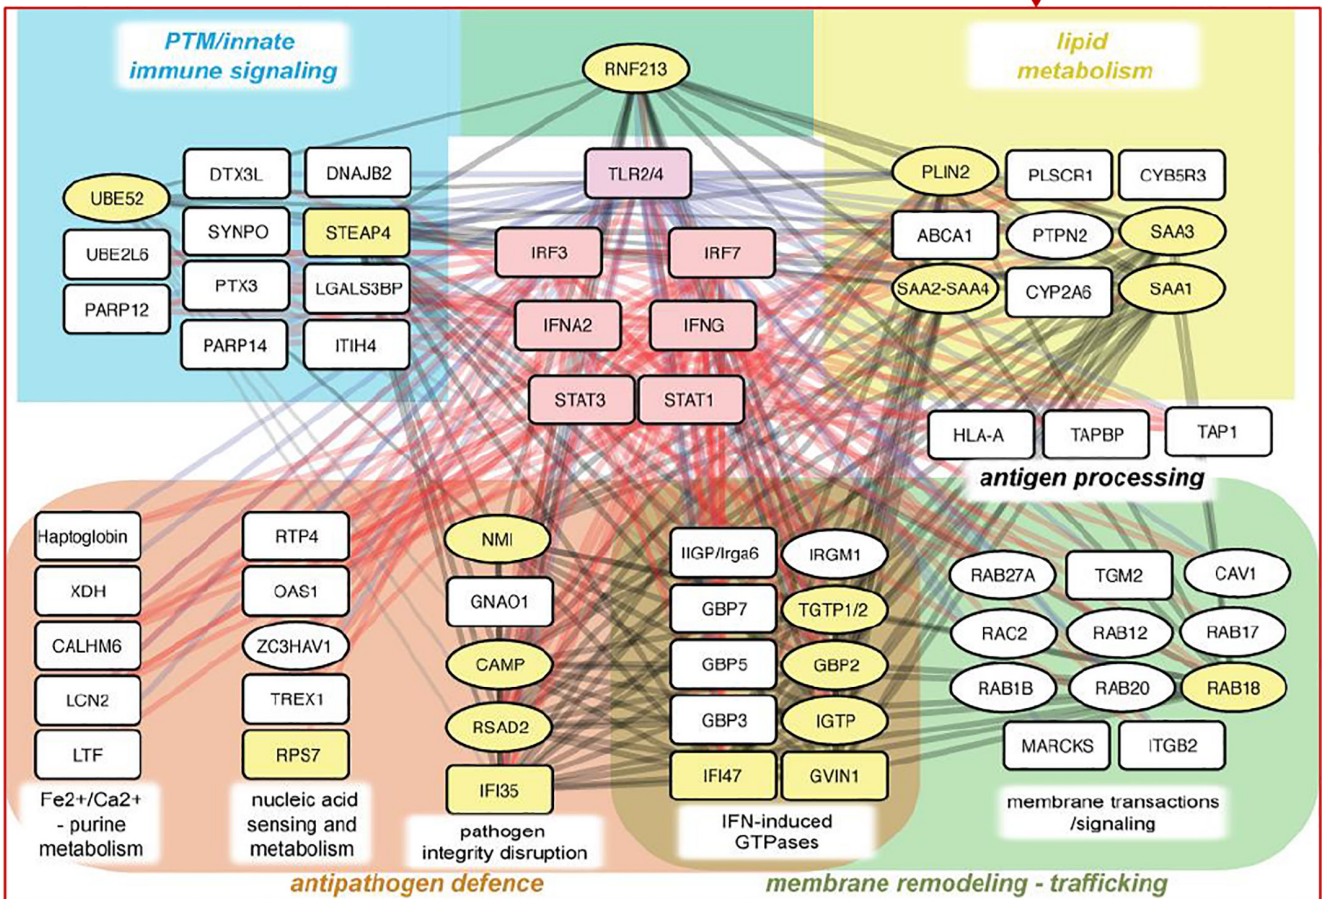 PTM/innate
immune signaling
RNF213
lipid
metabolism
UBE52
DTX3L
DNAJB2
TLR2/4
PLIN2
PLSCR1
CYB5R3
SYNPO
STEAP4
IRF3
IRF7
ABCA1
PTPN2
SAA3
UBE2L6
PTX3
LGALS3BP
SAA2-SAA4
CYP2A6
SAA1
PARP12
IFNA2
IFNG
PARP14
ITIH4
STAT3
STAT1
HLA-A
TAPBP
TAP1
antigen processing
Haptoglobin
RTP4
NMI
IIGP/Irga6
IRGM1
RAB27A
TGM2
CAV1
XDH
OAS1
GNAO1
GBP7
TGTP1/2
RAC2
RAB12
RAB17
CALHM6
ZC3HAV1
CAMP
GBP5
GBP2
RAB1B
RAB20
RAB18
LCN2
TREX1
RSAD2
GBP3
IGTP
MARCKS
ITGB2
LTF
RPS7
IFI35
IFI47
GVIN1
Fe2+/Ca2+
- purine
metabolism
nucleic acid
sensing and
metabolism
pathogen
integrity disruption
IFN-induced
GTPases
membrane transactions
/signaling
antipathogen defence
membrane remodeling - trafficking